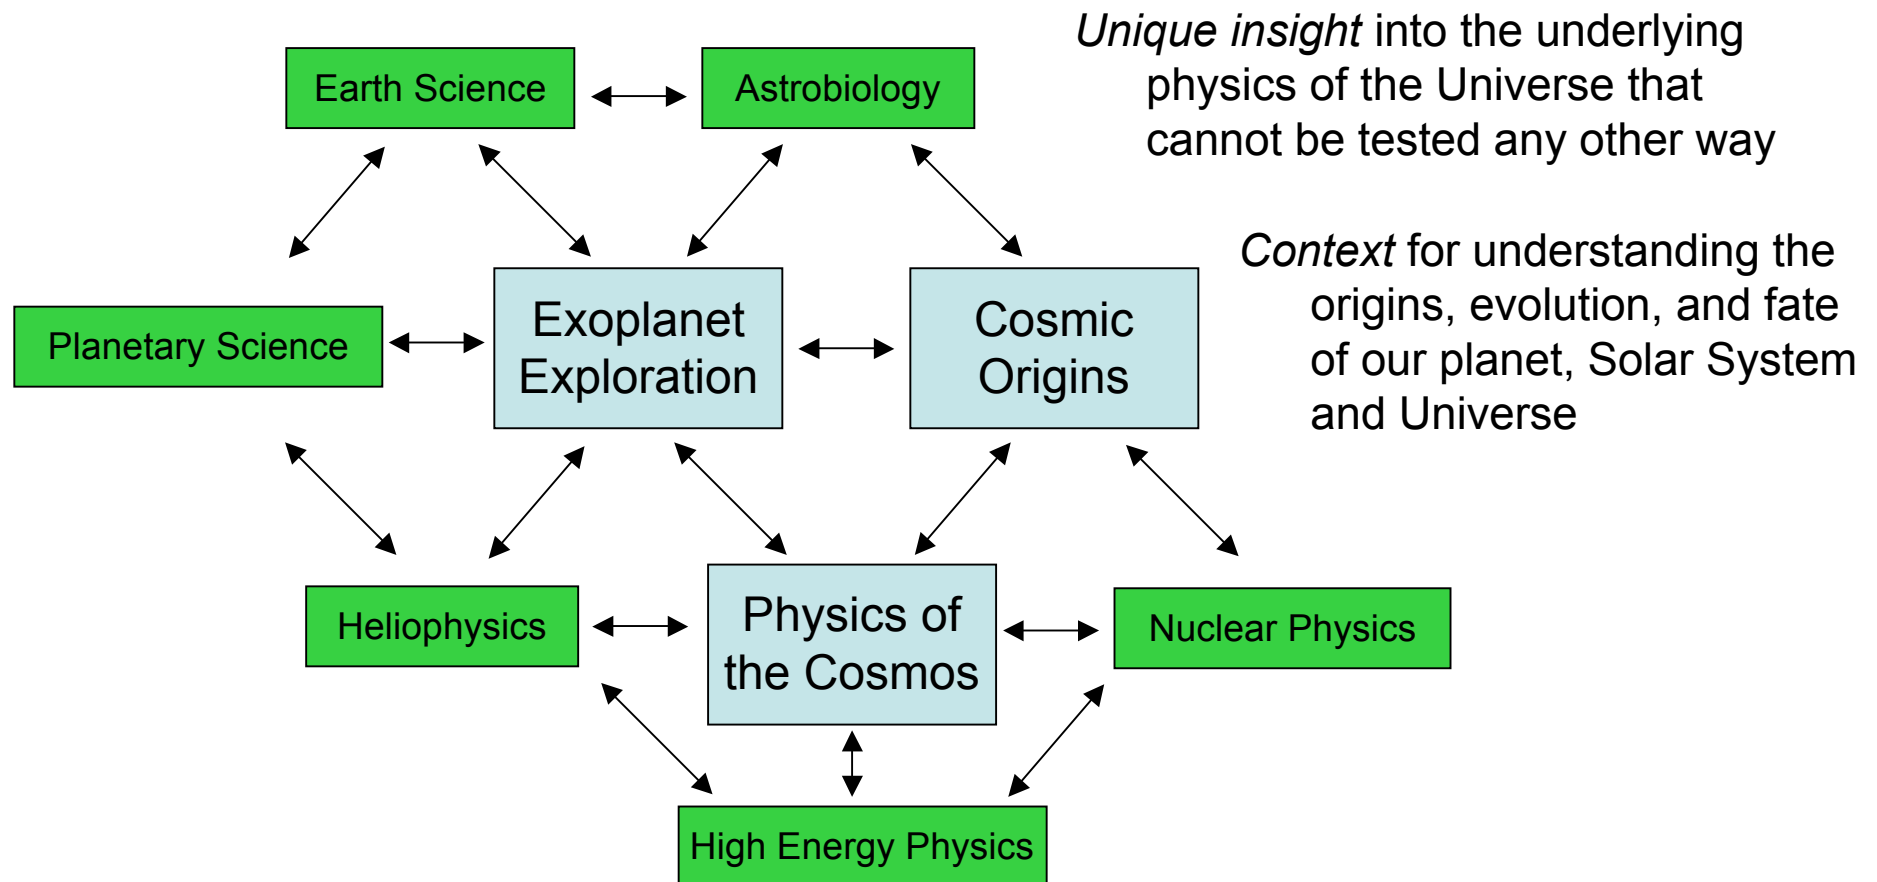 Unique insight into the underlying
physics of the Universe that
cannot be tested any other way
Earth Science
Astrobiology
Context for understanding the
origins, evolution, and fate
of our planet, Solar System
and Universe
Planetary Science
Exoplanet
Exploration
Cosmic
Origins
Heliophysics
Physics of
the Cosmos
Nuclear Physics
High Energy Physics